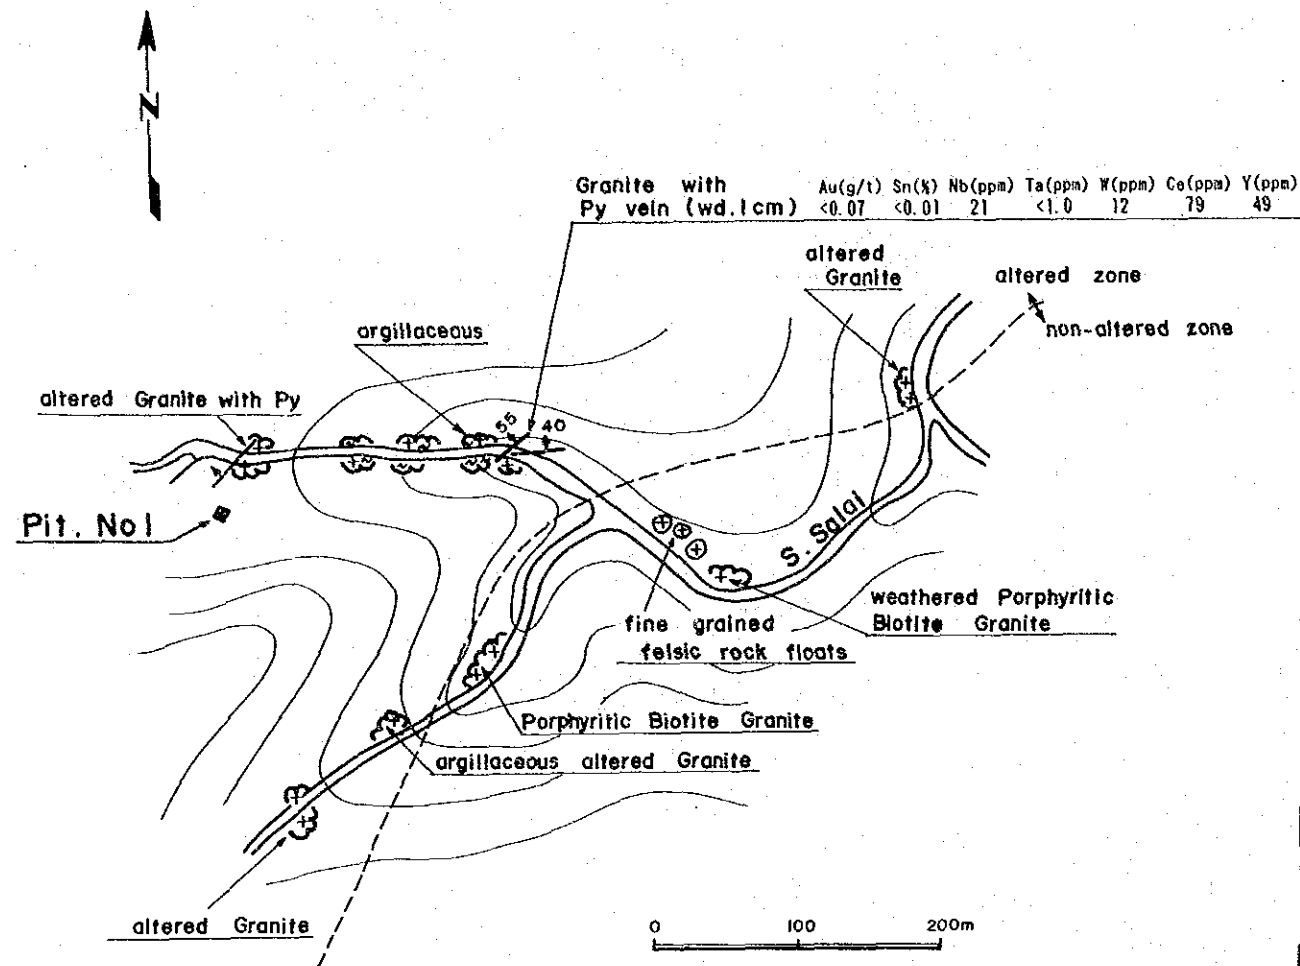 N
Granite with Au(g/t) Sn(%) Nb(ppm) Ta(ppm) W(ppm) Ce(ppm) Y(ppm)
Py vein (wd.1cm) <0.07 <0.01 21 <1.0 12 79 49
altered
Granite
altered zone
non-altered zone
argillaceous
altered Granite with Py
55
40
Pit. No1
S. Salai
weathered Porphyritic
Biotite Granite
fine grained
felsic rock floats
Porphyritic Biotite Granite
argillaceous altered Granite
altered Granite
0 100 200m